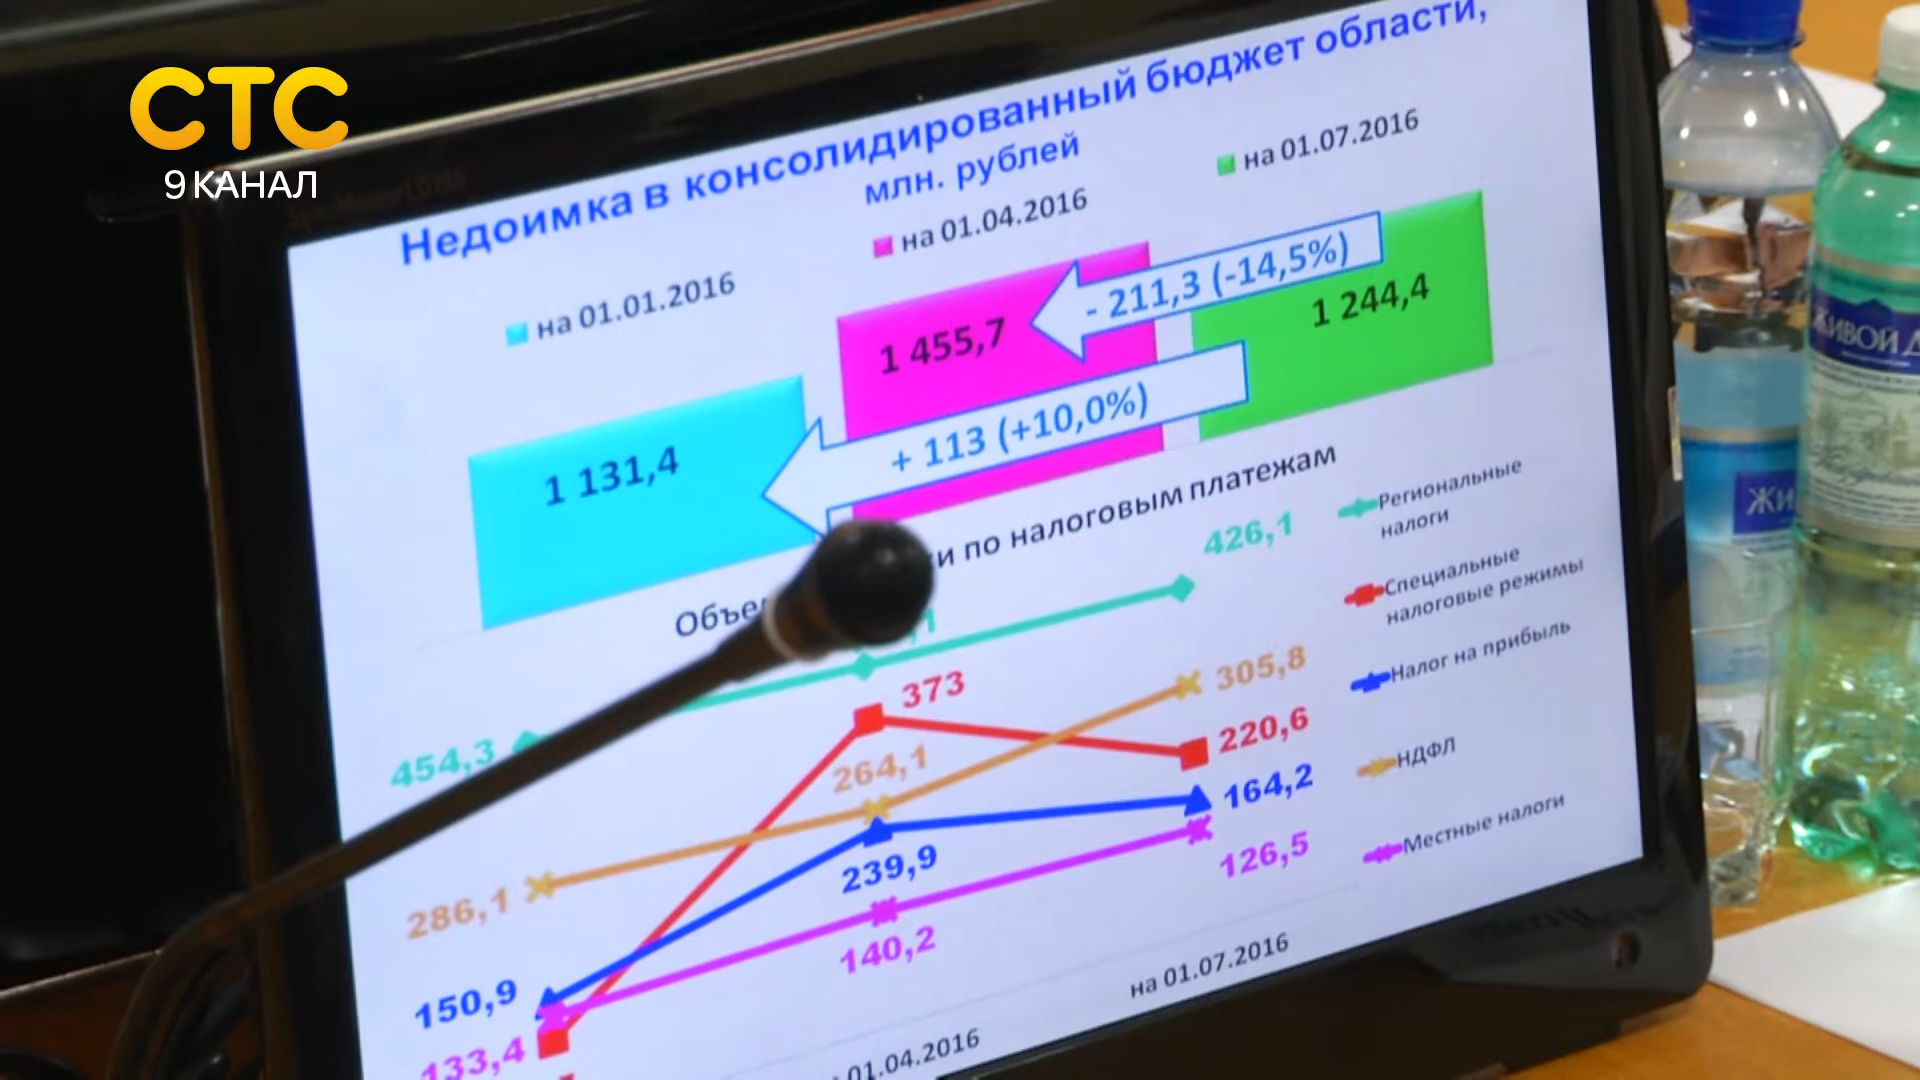 СТС
9 КАНАЛ
Недоимка в консолидированный бюджет области,
млн. рублей
на 01.01.2016
на 01.04.2016
на 01.07.2016
1 131,4
1 455,7
1 244,4
- 211,3 (-14,5%)
+ 113 (+10,0%)
по налоговым платежам
454,3
426,1
373
220,6
286,1
264,1
305,8
150,9
239,9
164,2
133,4
140,2
126,5
Региональные
налоги
Специальные
налоговые режимы
Налог на прибыль
НДФЛ
Местные налоги
01.04.2016
на 01.07.2016
ЖИВОЙ